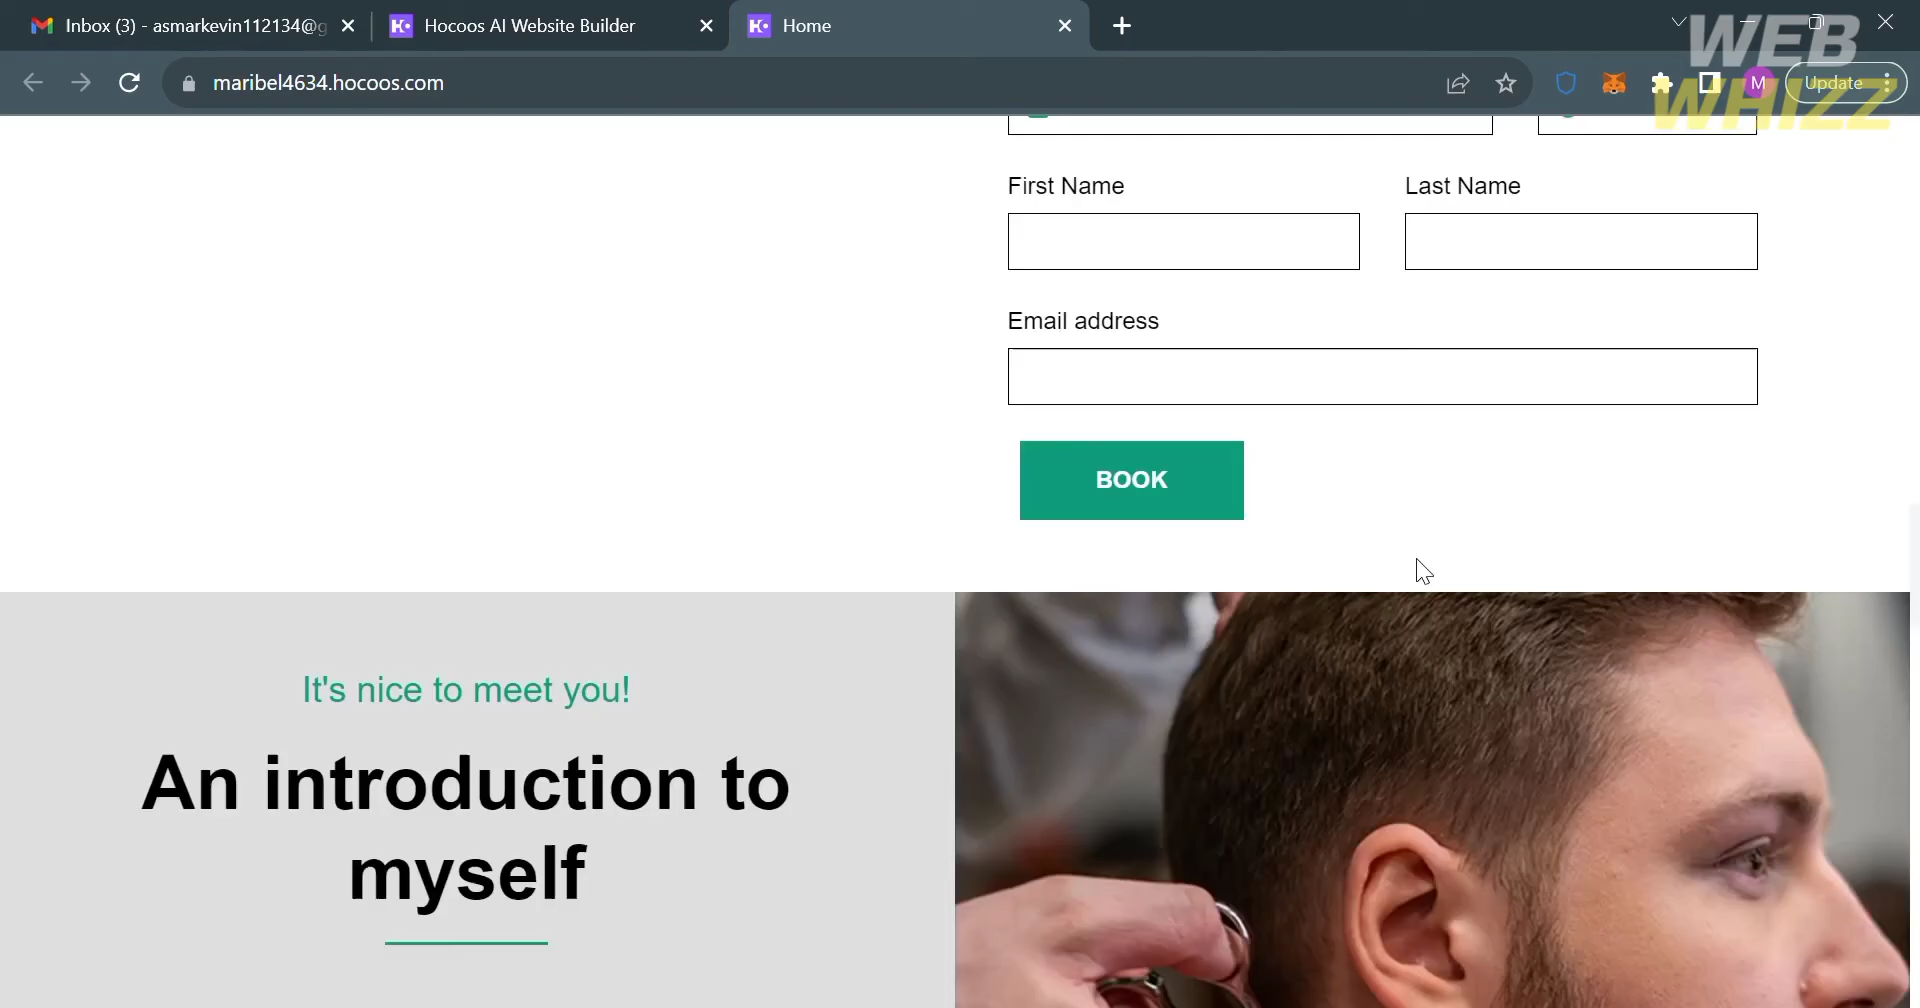 Inbox (3) - asmarkevin112134@g
Hocoos AI Website Builder
Home
maribel4634.hocoos.com
M
Update
WEB
WHIZZ
First Name
Last Name
Email address
BOOK
It's nice to meet you!
An introduction to
myself